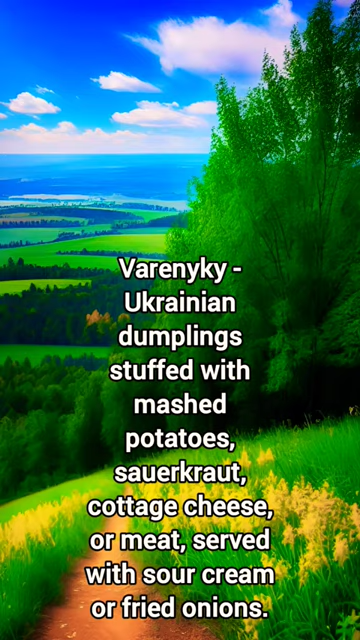 Varenyky -
Ukrainian
dumplings
stuffed with
mashed
potatoes,
sauerkraut,
cottage cheese,
or meat, served
with sour cream
or fried onions.